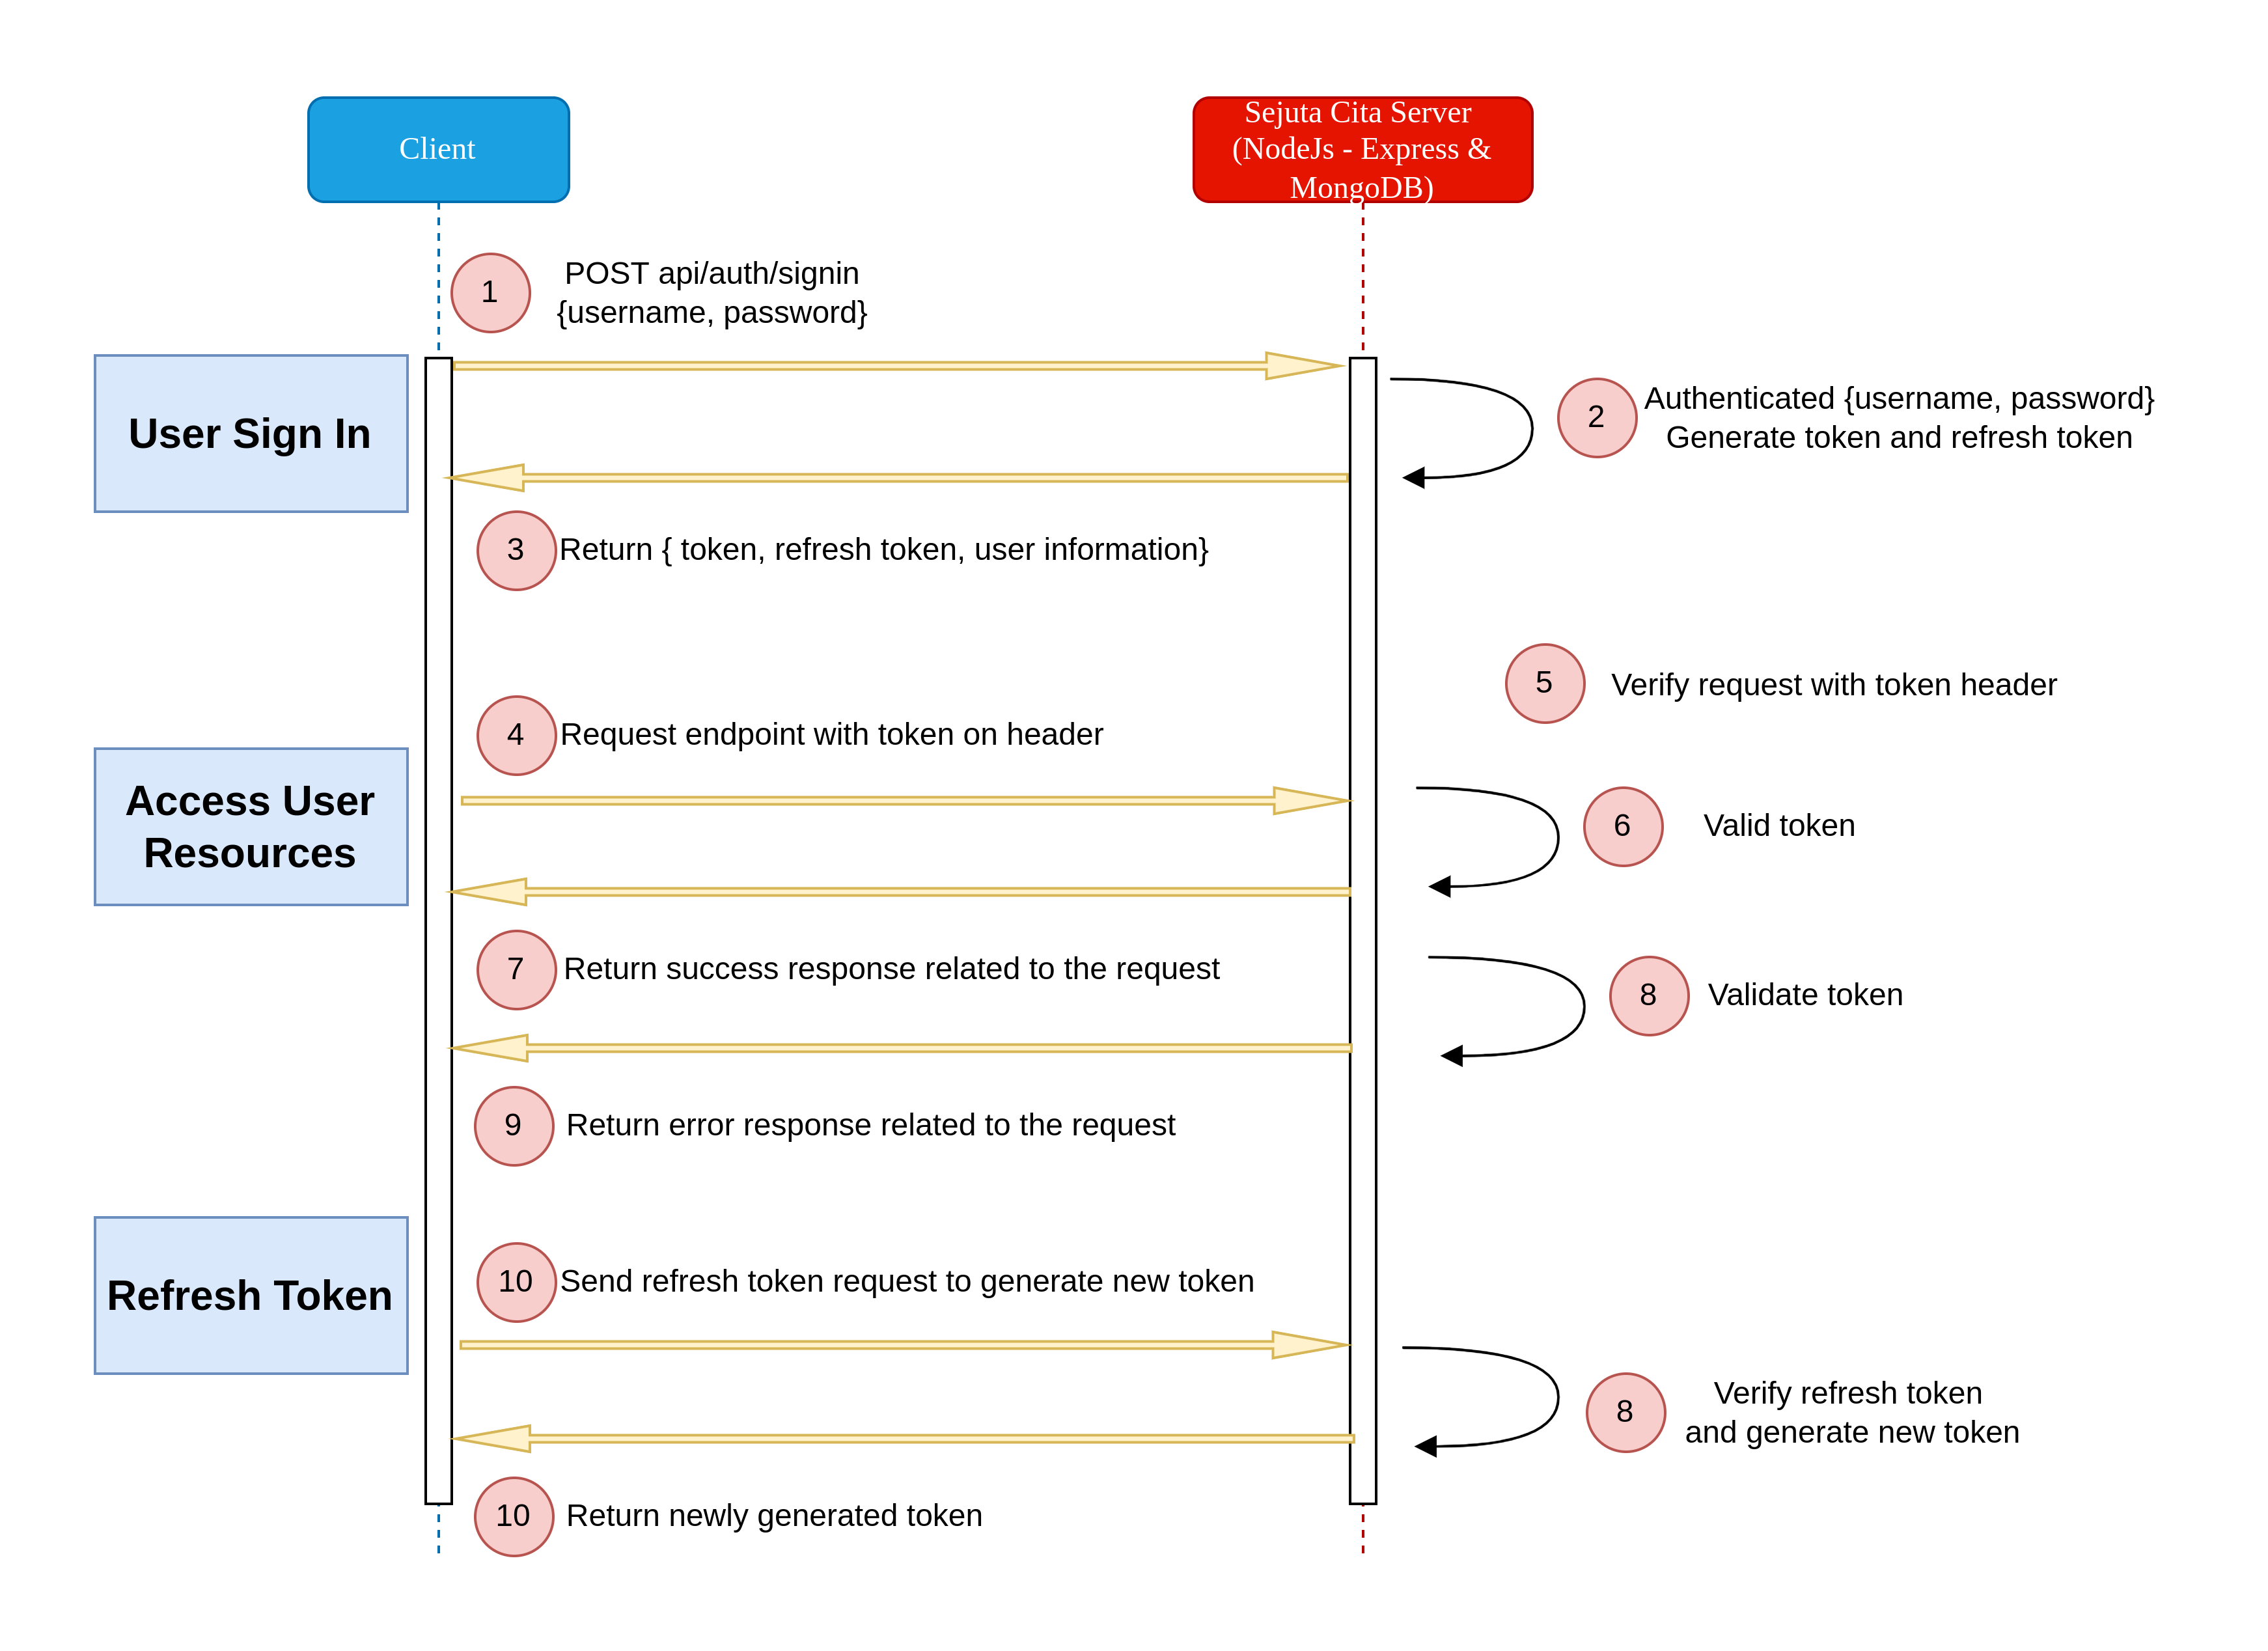 Client
Sejuta Cita Server
(NodeJs - Express &
MongoDB)
1
POST api/auth/signin
{username, password}
User Sign In
2
Authenticated {username, password}
Generate token and refresh token
3
Return { token, refresh token, user information}
5
Verify request with token header
4
Request endpoint with token on header
Access User
Resources
6
Valid token
7
Return success response related to the request
8
Validate token
9
Return error response related to the request
Refresh Token
10
Send refresh token request to generate new token
8
Verify refresh token
and generate new token
10
Return newly generated token